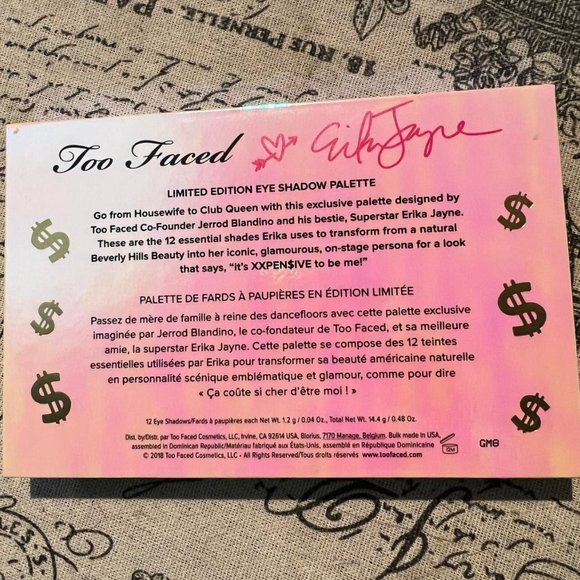 18, RUE PERNELLE - PA
Too Faced Erika Jayne
LIMITED EDITION EYE SHADOW PALETTE
Go from Housewife to Club Queen with this exclusive palette designed by
Too Faced Co-Founder Jerrod Blandino and his bestie, Superstar Erika Jayne.
These are the 12 essential shades Erika uses to transform from a natural
Beverly Hills Beauty into her iconic, glamourous, on-stage persona for a look
that says, “it’s XXPEN$IVE to be me!”
PALETTE DE FARDS À PAUPIÈRES EN ÉDITION LIMITÉE
Passez de mère de famille à reine des dancefloors avec cette palette exclusive
imaginée par Jerrod Blandino, le co-fondateur de Too Faced, et sa meilleure
amie, la superstar Erika Jayne. Cette palette se compose des 12 teintes
essentielles utilisées par Erika pour transformer sa beauté américaine naturelle
en personnalité scénique emblématique et glamour, comme pour dire
« Ça coûte si cher d’être moi ! »
12 Eye Shadows/Fards à paupières each Net Wt. 1.2 g / 0.04 Oz., Total Net Wt. 14.4 g / 0.48 Oz.
Dist. by/Distr. par Too Faced Cosmetics, LLC, Irvine, CA 92614 USA, Blorius, 7170 Manage, Belgium. Bulk made in USA,
assembled in Dominican Republic/Matériau fabriqué aux États-Unis, assemblé en République Dominicaine
© 2018 Too Faced Cosmetics, LLC • All Rights Reserved/Tous droits réservés www.toofaced.com
12M
GMB
$
$
$
$
$
$